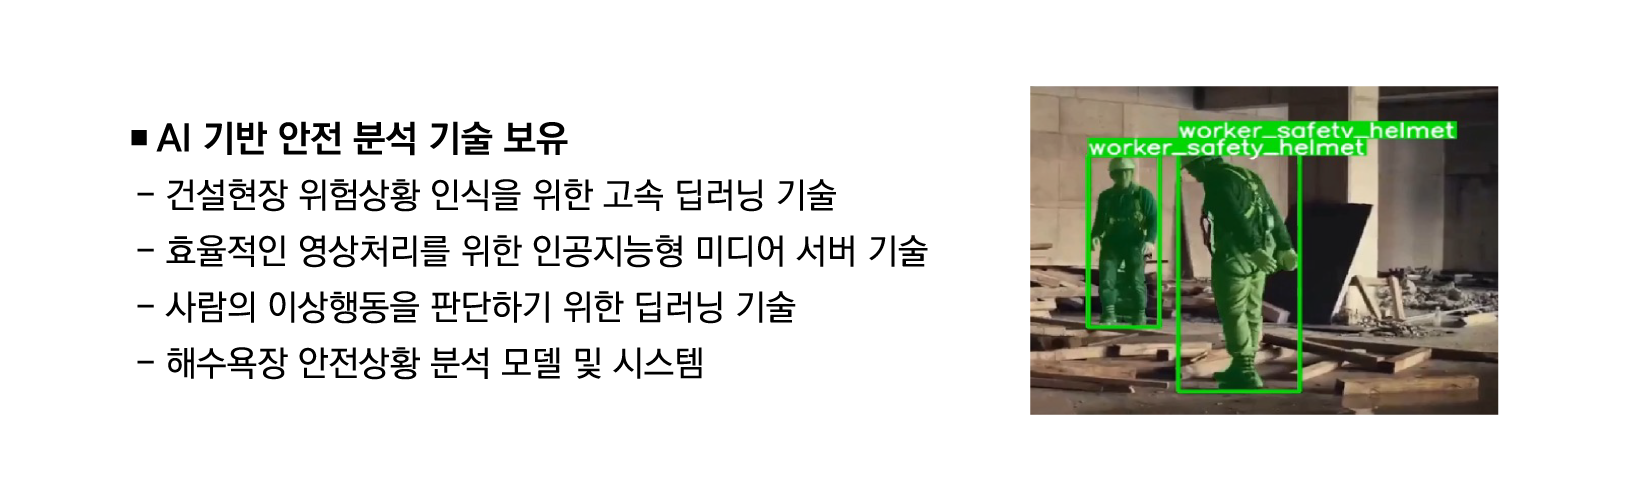 ■ AI 기반 안전 분석 기술 보유
– 건설현장 위험상황 인식을 위한 고속 딥러닝 기술
– 효율적인 영상처리를 위한 인공지능형 미디어 서버 기술
– 사람의 이상행동을 판단하기 위한 딥러닝 기술
– 해수욕장 안전상황 분석 모델 및 시스템
worker_safety_helmet
worker_safety_helmet